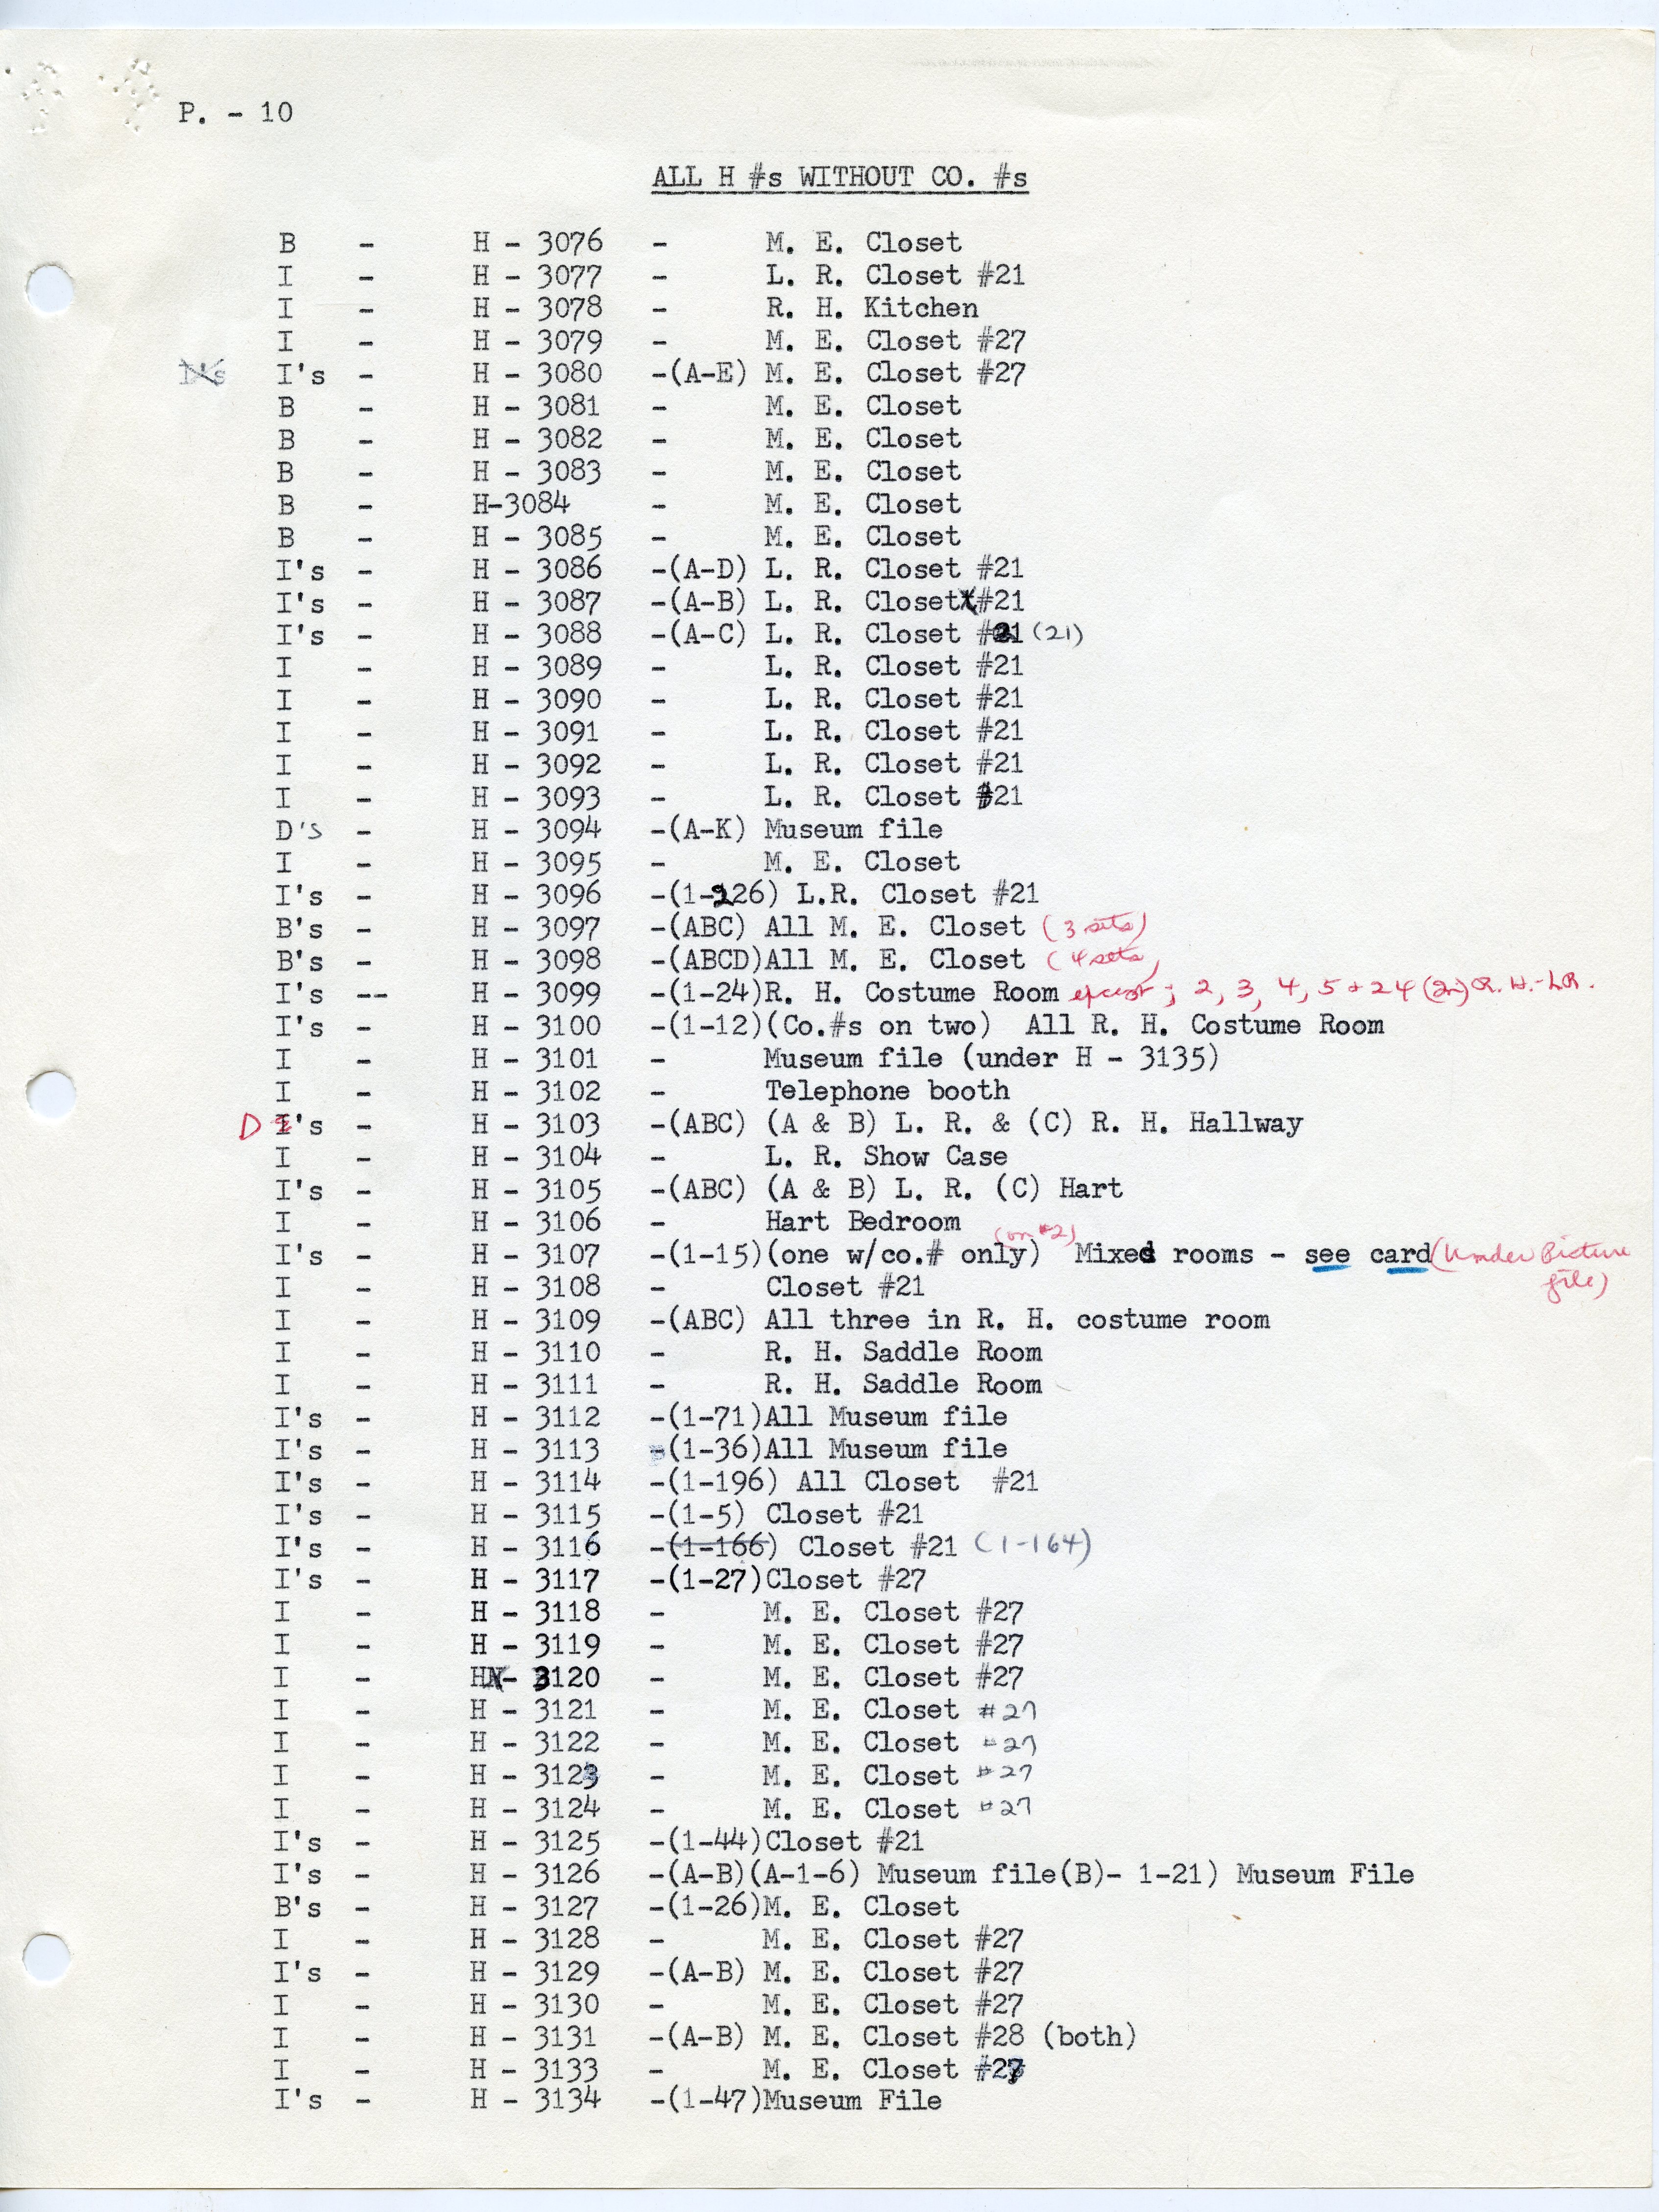 P. - 10
ALL H #s WITHOUT CO. #s
B - H - 3076 - M. E. Closet
I - H - 3077 - L. R. Closet #21
I - H - 3078 - R. H. Kitchen
I - H - 3079 - M. E. Closet #27
I's - H - 3080 -(A-E) M. E. Closet #27
B - H - 3081 - M. E. Closet
B - H - 3082 - M. E. Closet
B - H - 3083 - M. E. Closet
B - H-3084 - M. E. Closet
B - H - 3085 - M. E. Closet
I's - H - 3086 -(A-D) L. R. Closet #21
I's - H - 3087 -(A-B) L. R. Closet #21
I's - H - 3088 -(A-C) L. R. Closet #21 (21)
I - H - 3089 - L. R. Closet #21
I - H - 3090 - L. R. Closet #21
I - H - 3091 - L. R. Closet #21
I - H - 3092 - L. R. Closet #21
I - H - 3093 - L. R. Closet #21
D's - H - 3094 -(A-K) Museum file
I - H - 3095 - M. E. Closet
I's - H - 3096 -(1-226) L.R. Closet #21
B's - H - 3097 -(ABC) All M. E. Closet (3 sets)
B's - H - 3098 -(ABCD)All M. E. Closet (4 sets)
I's -- H - 3099 -(1-24)R. H. Costume Room except; 2, 3, 4, 5 + 24 (2) R. H.- L.R.
I's - H - 3100 -(1-12)(Co.#s on two) All R. H. Costume Room
I - H - 3101 - Museum file (under H - 3135)
I - H - 3102 - Telephone booth
D I's - H - 3103 -(ABC) (A & B) L. R. & (C) R. H. Hallway
I - H - 3104 - L. R. Show Case
I's - H - 3105 -(ABC) (A & B) L. R. (C) Hart
I - H - 3106 - Hart Bedroom
(on #2)
I's - H - 3107 -(1-15)(one w/co.# only) Mixed rooms - see card (Under Picture
file)
I - H - 3108 - Closet #21
I - H - 3109 -(ABC) All three in R. H. costume room
I - H - 3110 - R. H. Saddle Room
I - H - 3111 - R. H. Saddle Room
I's - H - 3112 -(1-71)All Museum file
I's - H - 3113 -(1-36)All Museum file
I's - H - 3114 -(1-196) All Closet #21
I's - H - 3115 -(1-5) Closet #21
I's - H - 3116 -(1-166) Closet #21 (1-164)
I's - H - 3117 -(1-27)Closet #27
I - H - 3118 - M. E. Closet #27
I - H - 3119 - M. E. Closet #27
I - H - 3120 - M. E. Closet #27
I - H - 3121 - M. E. Closet #27
I - H - 3122 - M. E. Closet #27
I - H - 3123 - M. E. Closet #27
I - H - 3124 - M. E. Closet #27
I's - H - 3125 -(1-44)Closet #21
I's - H - 3126 -(A-B)(A-1-6) Museum file(B)- 1-21) Museum File
B's - H - 3127 -(1-26)M. E. Closet
I - H - 3128 - M. E. Closet #27
I's - H - 3129 -(A-B) M. E. Closet #27
I - H - 3130 - M. E. Closet #27
I - H - 3131 -(A-B) M. E. Closet #28 (both)
I - H - 3133 - M. E. Closet #27
I's - H - 3134 -(1-47)Museum File